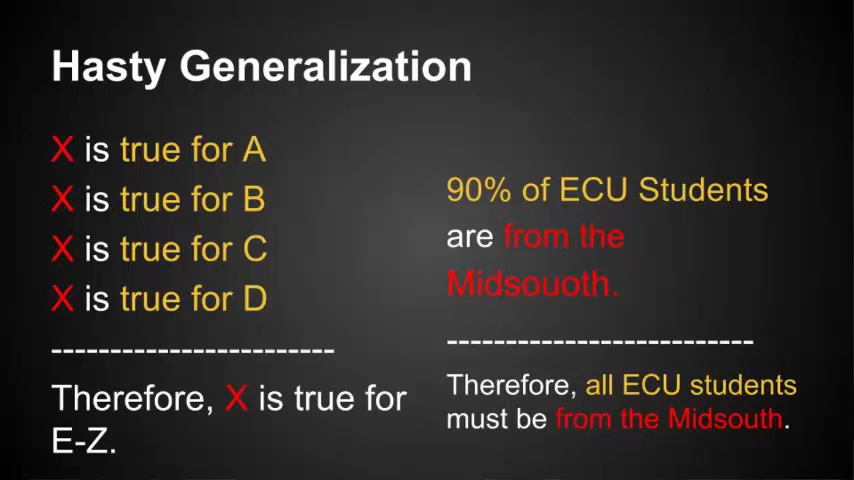 Hasty Generalization
X is true for A
X is true for B
X is true for C
X is true for D
------------------------
Therefore, X is true for
E-Z.
90% of ECU Students
are from the
Midsouoth.
--------------------------
Therefore, all ECU students
must be from the Midsouth.